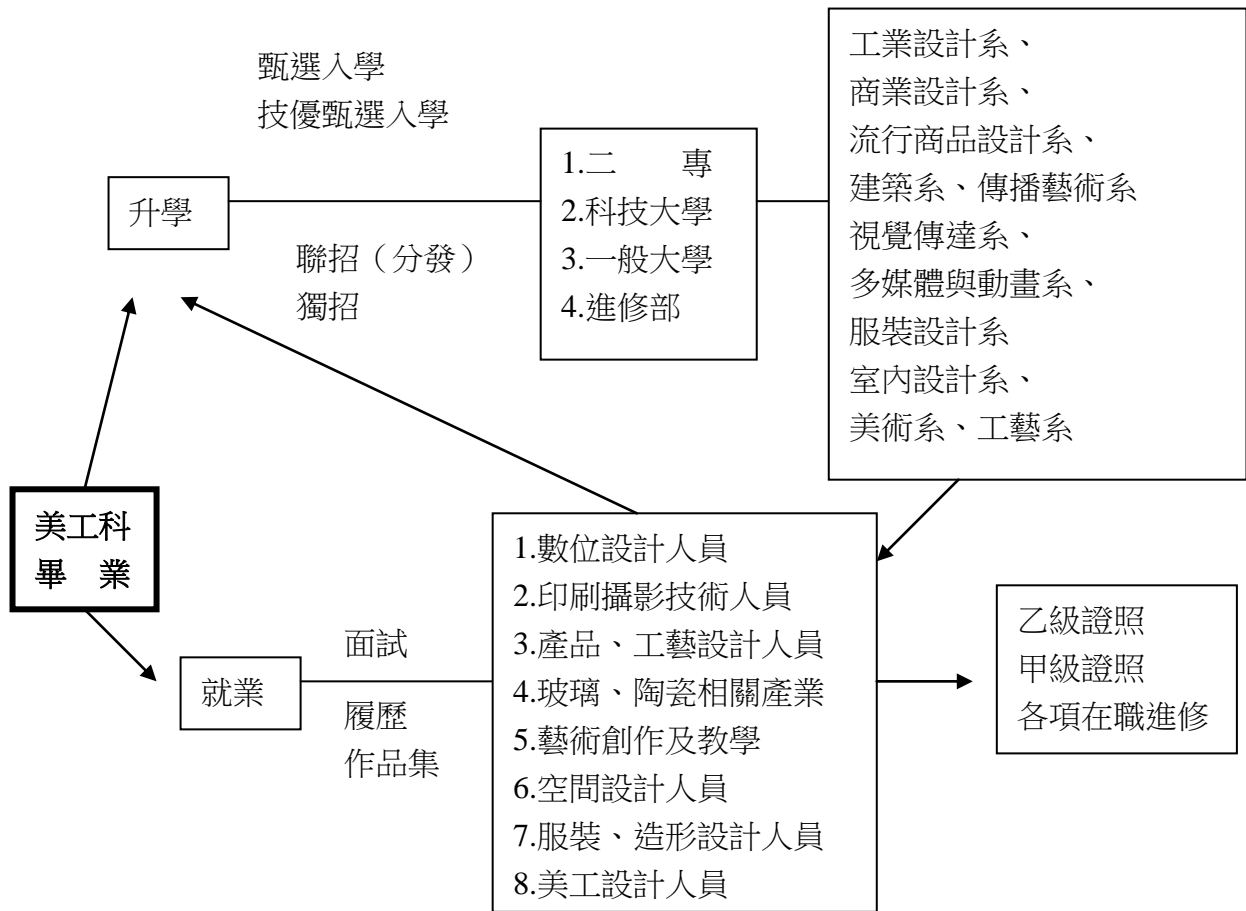 甄選入學
技優甄選入學
升學
聯招（分發）
獨招
1.二　　專
2.科技大學
3.一般大學
4.進修部
工業設計系、
商業設計系、
流行商品設計系、
建築系、傳播藝術系
視覺傳達系、
多媒體與動畫系、
服裝設計系
室內設計系、
美術系、工藝系
美工科
畢　業
就業
面試
履歷
作品集
1.數位設計人員
2.印刷攝影技術人員
3.產品、工藝設計人員
4.玻璃、陶瓷相關產業
5.藝術創作及教學
6.空間設計人員
7.服裝、造形設計人員
8.美工設計人員
乙級證照
甲級證照
各項在職進修